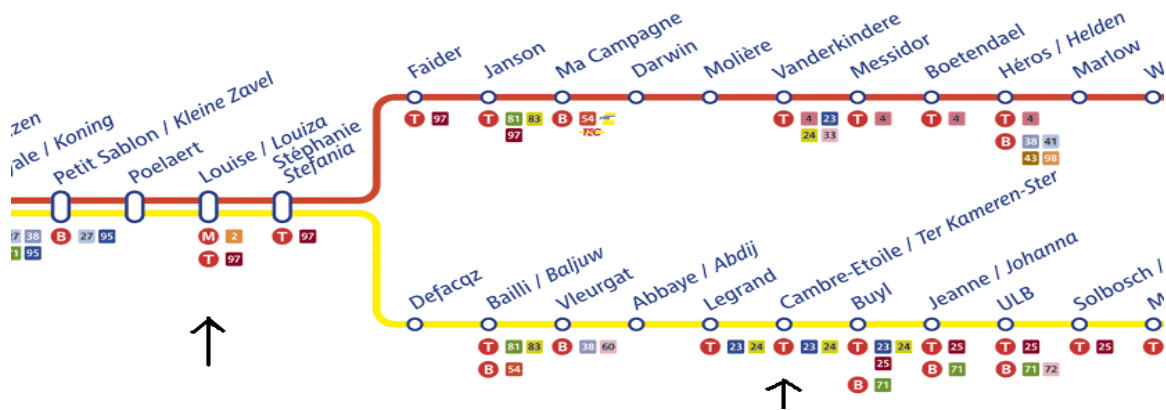 Faider
Janson
Ma Campagne
Darwin
Molière
Vanderkindere
Messidor
Boetendael
Héros / Helden
Marlow
W
T 97
T 81 83
97
B 54
TEC
T 4 23
24 33
T 4
T 4
T 4
B 38 41
43 98
zen
ale / Koning
Petit Sablon / Kleine Zavel
Poelaert
Louise / Louiza
Stéphanie
Stefania
27 38
71 95
B 27 95
M 2
T 97
T 97
Defacqz
Bailli / Baljuw
Vleurgat
Abbaye / Abdij
Legrand
Cambre-Etoile / Ter Kameren-Ster
Buyl
Jeanne / Johanna
ULB
Solbosch /
M
T 81 83
B 54
B 38 60
T 23 24
T 23 24
T 23 24
25
B 71
T 25
B 71
T 25
B 71 72
T 25
T